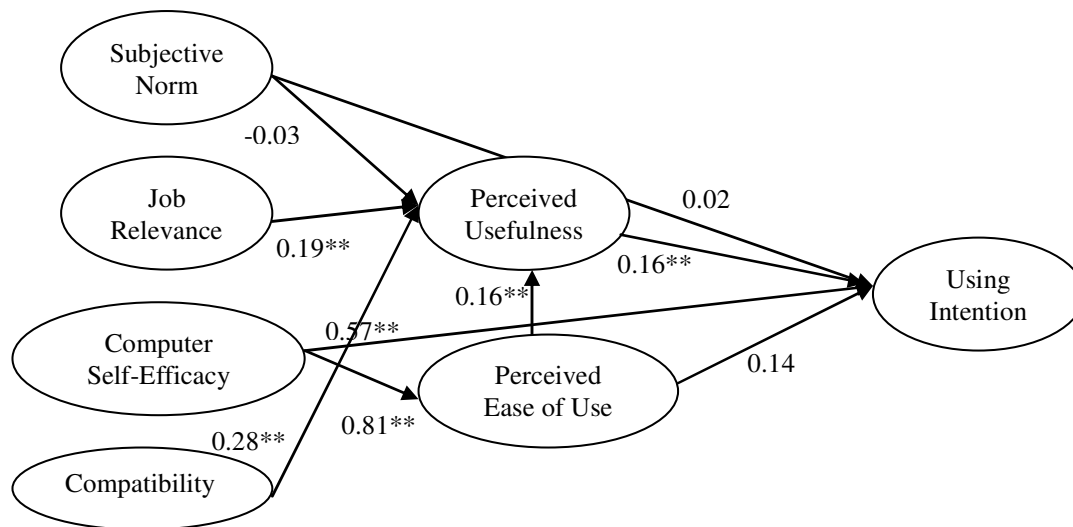 Subjective
Norm
-0.03
Job
Relevance
0.19**
Perceived
Usefulness
0.02
0.16**
0.16**
Using
Intention
Computer
Self-Efficacy
0.57**
Perceived
Ease of Use
0.14
0.81**
0.28**
Compatibility